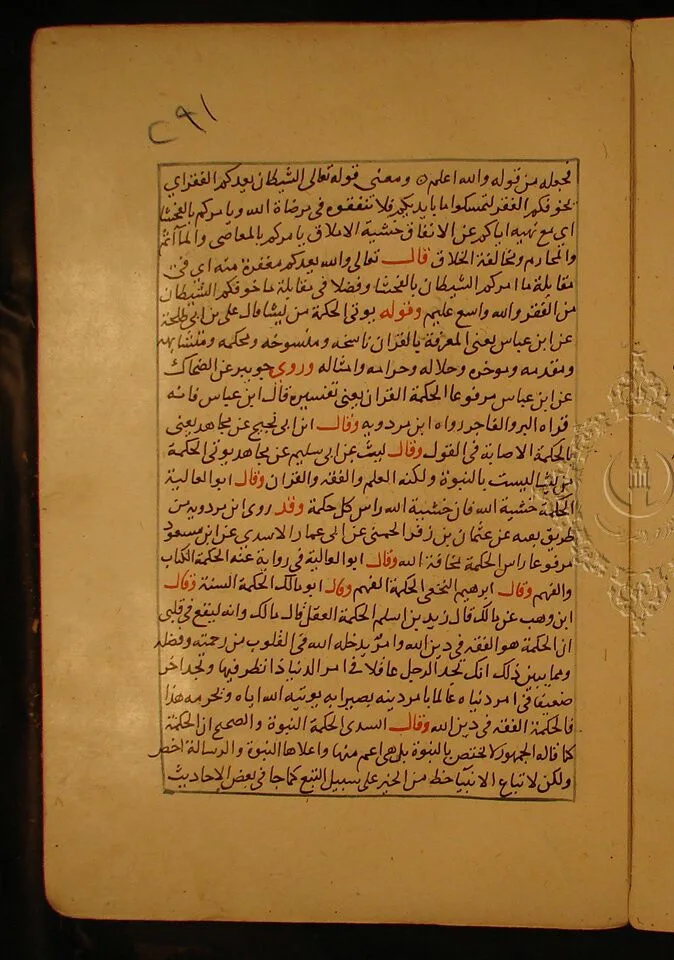 ٢٩١
فجعله من قوله والله اعلم ومعنى قوله تعالى الشيطان يعدكم الفقر اي
يخوفكم الفقر لتمسكوا ما بايديكم فلا تنفقوه في مرضاة الله ويامركم بالفحشا
اي مع نهيه اياكم عن الانفاق خشية الاملاق يامركم بالمعاصي والمآثم
والمحارم ومخالفة الخلاق قال تعالى والله يعدكم مغفرة منه اي في
مقابلة ما امركم الشيطان بالفحشا وفضلا في مقابلة ما خوفكم الشيطان
من الفقر والله واسع عليم وقوله يوتي الحكمة من يشا قال علي بن ابي طلحة
عن ابن عباس يعني المعرفة بالقران ناسخه ومنسوخه ومحكمه ومتشابهه
ومقدمه وموخره وحلاله وحرامه وامثاله وروى جويبر عن الضحاك
عن ابن عباس مرفوعا الحكمة القران يعني تفسيره قال ابن عباس فانه
قراه البر والفاجر رواه ابن مردويه وقال ابن ابي نجيح عن مجاهد يعني
بالحكمة الاصابة في القول وقال ليث عن ابي سليم عن مجاهد يوتي الحكمة
من يشا ليست بالنبوة ولكنه العلم والفقه والقران وقال ابو العالية
الحكمة خشية الله فان خشية الله راس كل حكمة وقد روى ابن مردويه من
طريق بقيه عن عثمان بن زفر الجهني عن ابي عمار الاسدي عن ابن مسعود
مرفوعا راس الحكمة مخافة الله وقال ابو العالية في رواية عنه الحكمة الكتاب
والفهم وقال ابرهيم النخعي الحكمة الفهم وقال ابو مالك الحكمة السنة وقال
ابن وهب عن مالك قال زيد بن اسلم الحكمة العقل قال مالك وانه ليقع في قلبي
ان الحكمة هو الفقه في دين الله وامر يدخله الله في القلوب من رحمته وفضله
ومما يبين ذلك انك تجد الرجل عاقلا في امر الدنيا ذا نظر فيها وتجد اخر
ضعيفا في امر دنياه عالما بامر دينه بصيرا به يوتيه الله اياه ويحرمه هذا
فالحكمة الفقه في دين الله وقال السدي الحكمة النبوة والصحيح ان الحكمة
كما قاله الجمهور لا تختص بالنبوة بل هي اعم منها واعلاها النبوة والرسالة اخص
ولكن لاتباع الانبيآ حظ من الخير على سبيل التبع كما جا في بعض الاحاديث